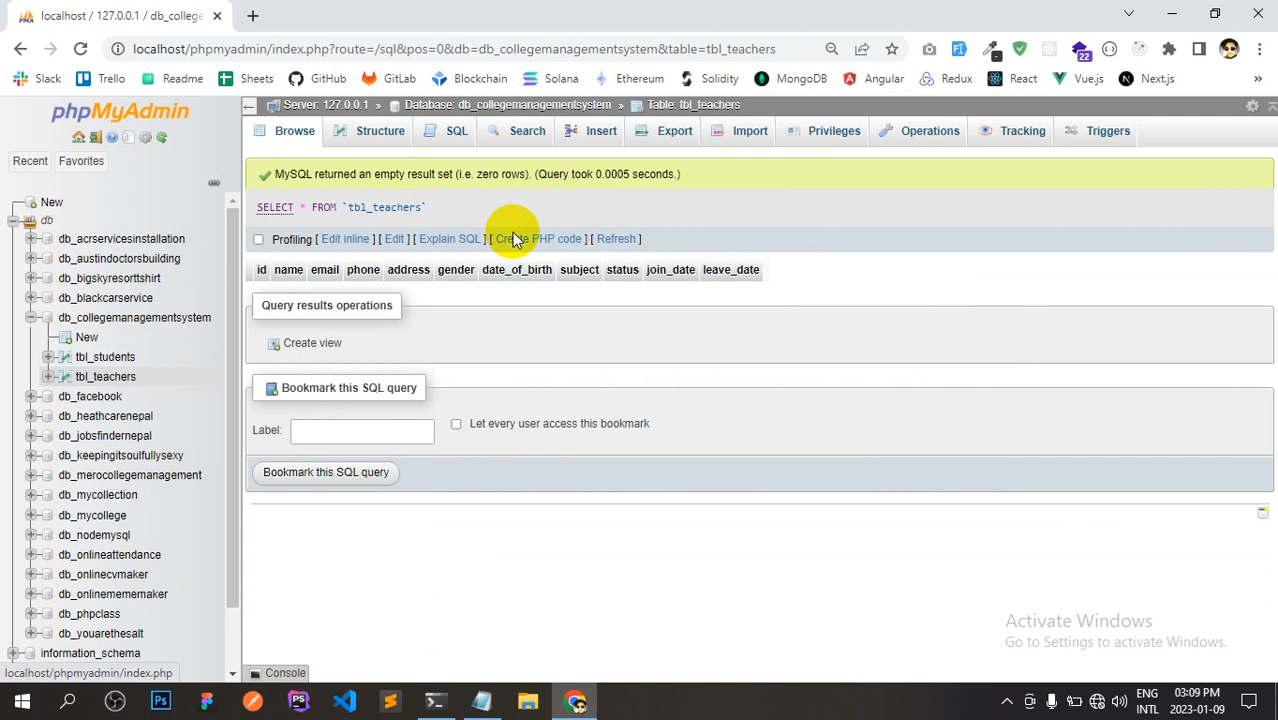 localhost / 127.0.0.1 / db_colleg
localhost/phpmyadmin/index.php?route=/sql&pos=0&db=db_collegemanagementsystem&table=tbl_teachers
22
Slack Trello Readme Sheets GitHub GitLab Blockchain Solana Ethereum Solidity MongoDB Angular Redux React Vue.js Next.js
phpMyAdmin
Recent Favorites
New
db
db_acrservicesinstallation
db_austindoctorsbuilding
db_bigskyresorttshirt
db_blackcarservice
db_collegemanagementsystem
New
tbl_students
tbl_teachers
db_facebook
db_heathcarenepal
db_jobsfindernepal
db_keepingitsoulfullysexy
db_merocollegemanagement
db_mycollection
db_mycollege
db_nodemysql
db_onlineattendance
db_onlinecvmaker
db_onlinemememaker
db_phpclass
db_youarethesalt
information_schema
localhost/phpmyadmin/index.php
Server: 127.0.0.1 » Database: db_collegemanagementsystem » Table: tbl_teachers
Browse Structure SQL Search Insert Export Import Privileges Operations Tracking Triggers
MySQL returned an empty result set (i.e. zero rows). (Query took 0.0005 seconds.)
SELECT * FROM `tbl_teachers`
Profiling [ Edit inline ] [ Edit ] [ Explain SQL ] [ Create PHP code ] [ Refresh ]
id name email phone address gender date_of_birth subject status join_date leave_date
Query results operations
Create view
Bookmark this SQL query
Label: Let every user access this bookmark
Bookmark this SQL query
Console
Activate Windows
Go to Settings to activate Windows.
ENG
INTL
03:09 PM
2023-01-09